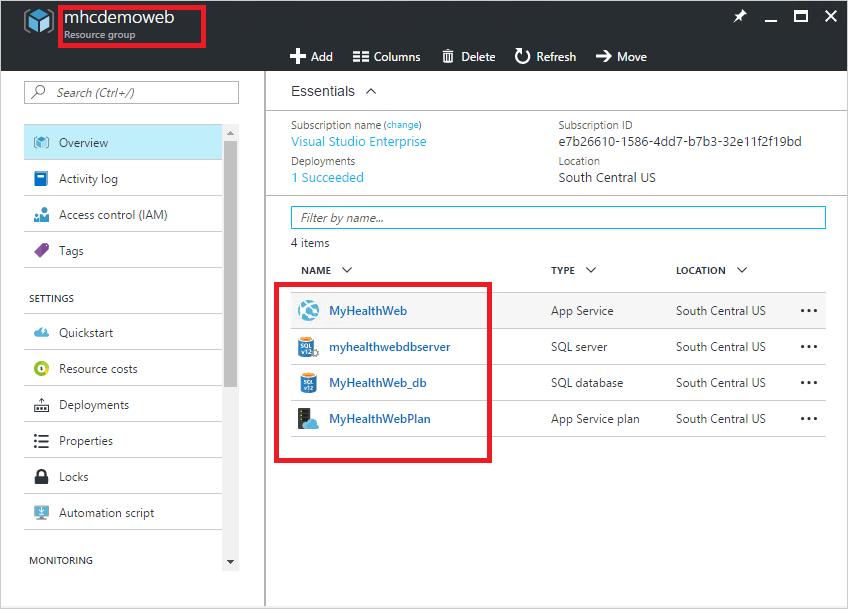 mhcdemoweb
Resource group
Add Columns Delete Refresh Move
Search (Ctrl+/)
Overview
Activity log
Access control (IAM)
Tags
SETTINGS
Quickstart
Resource costs
Deployments
Properties
Locks
Automation script
MONITORING
Essentials
Subscription name (change) Subscription ID
Visual Studio Enterprise e7b26610-1586-4dd7-b7b3-32e11f2f19bd
Deployments Location
1 Succeeded South Central US
Filter by name...
4 items
NAME TYPE LOCATION
MyHealthWeb App Service South Central US
myhealthwebdbserver SQL server South Central US
MyHealthWeb_db SQL database South Central US
MyHealthWebPlan App Service plan South Central US